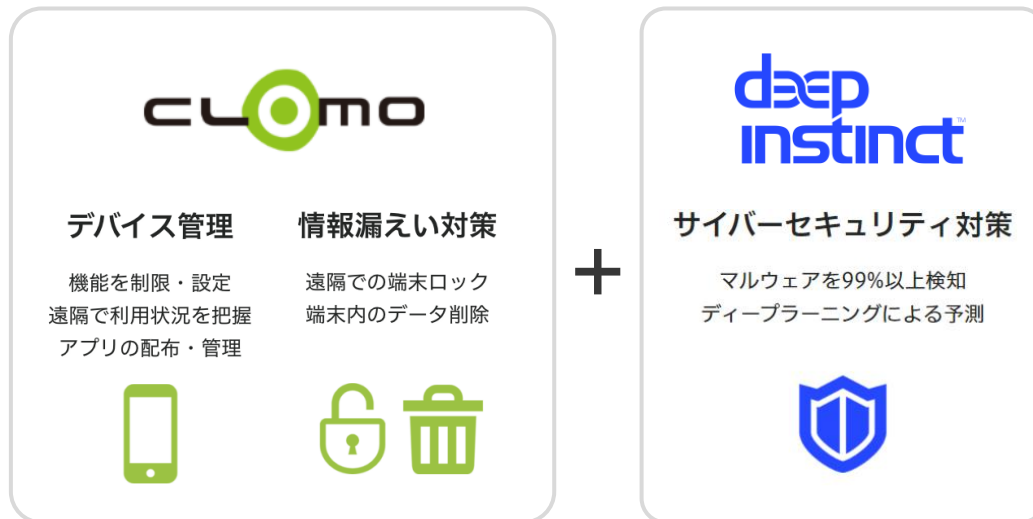 CLOMO
デバイス管理
機能を制限・設定
遠隔で利用状況を把握
アプリの配布・管理
情報漏えい対策
遠隔での端末ロック
端末内のデータ削除
+
deep
instinct™
サイバーセキュリティ対策
マルウェアを99%以上検知
ディープラーニングによる予測